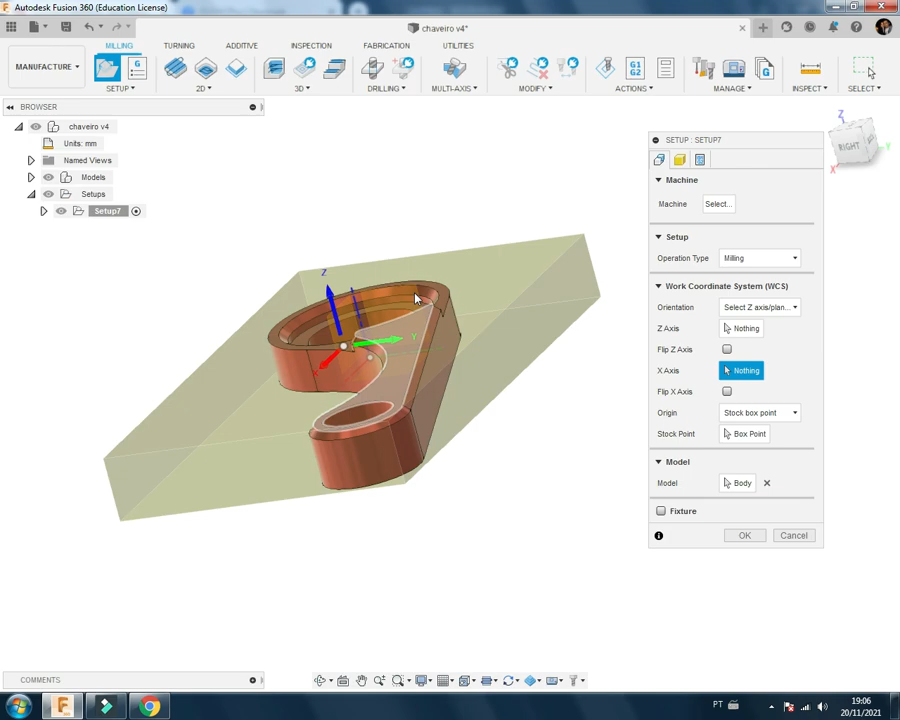 Autodesk Fusion 360 (Education License)
chaveiro v4*
MILLING TURNING ADDITIVE INSPECTION FABRICATION UTILITIES
MANUFACTURE
G
G1
G2
SETUP 2D 3D DRILLING MULTI-AXIS MODIFY ACTIONS MANAGE INSPECT SELECT
BROWSER
chaveiro v4
Units: mm
Named Views
Models
Setups
Setup7
Z
RIGHT
Y
X
Z
Y
X
SETUP : SETUP7
Machine
Machine Select...
Setup
Operation Type Milling
Work Coordinate System (WCS)
Orientation Select Z axis/plan...
Z Axis Nothing
Flip Z Axis
X Axis Nothing
Flip X Axis
Origin Stock box point
Stock Point Box Point
Model
Model Body
Fixture
OK Cancel
COMMENTS
PT
19:06
20/11/2021